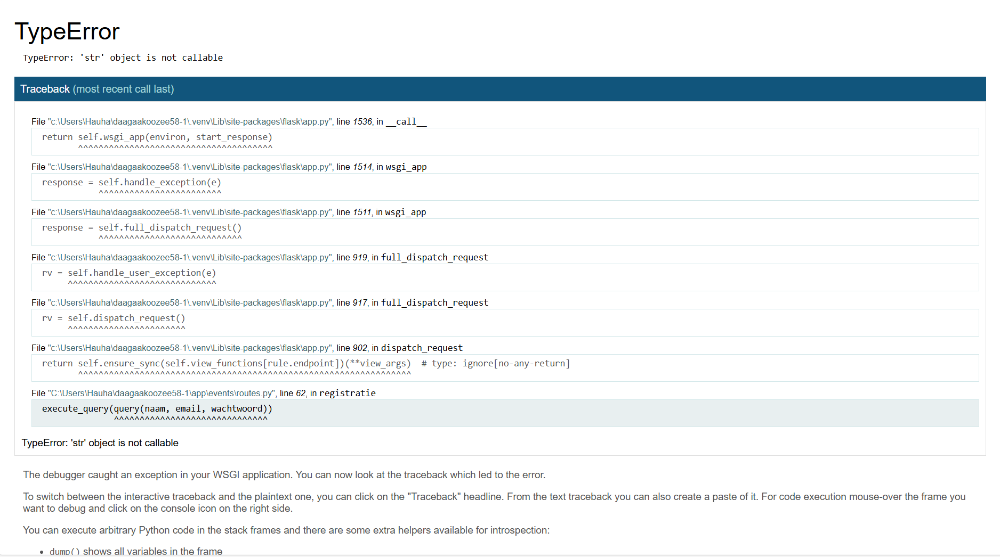 TypeError
TypeError: 'str' object is not callable
Traceback (most recent call last)
File "c:\Users\Hauha\daagaakoozee58-1\.venv\Lib\site-packages\flask\app.py", line 1536, in __call__
return self.wsgi_app(environ, start_response)
^^^^^^^^^^^^^^^^^^^^^^^^^^^^^^^^^^^^^^
File "c:\Users\Hauha\daagaakoozee58-1\.venv\Lib\site-packages\flask\app.py", line 1514, in wsgi_app
response = self.handle_exception(e)
^^^^^^^^^^^^^^^^^^^^^^^^
File "c:\Users\Hauha\daagaakoozee58-1\.venv\Lib\site-packages\flask\app.py", line 1511, in wsgi_app
response = self.full_dispatch_request()
^^^^^^^^^^^^^^^^^^^^^^^^^^^^
File "c:\Users\Hauha\daagaakoozee58-1\.venv\Lib\site-packages\flask\app.py", line 919, in full_dispatch_request
rv = self.handle_user_exception(e)
^^^^^^^^^^^^^^^^^^^^^^^^^^^^^
File "c:\Users\Hauha\daagaakoozee58-1\.venv\Lib\site-packages\flask\app.py", line 917, in full_dispatch_request
rv = self.dispatch_request()
^^^^^^^^^^^^^^^^^^^^^^^
File "c:\Users\Hauha\daagaakoozee58-1\.venv\Lib\site-packages\flask\app.py", line 902, in dispatch_request
return self.ensure_sync(self.view_functions[rule.endpoint])(**view_args)  # type: ignore[no-any-return]
^^^^^^^^^^^^^^^^^^^^^^^^^^^^^^^^^^^^^^^^^^^^^^^^^^^^^^^^^^^^^^^^^
File "C:\Users\Hauha\daagaakoozee58-1\app\events\routes.py", line 62, in registratie
execute_query(query(naam, email, wachtwoord))
^^^^^^^^^^^^^^^^^^^^^^^^^^^^^^
TypeError: 'str' object is not callable
The debugger caught an exception in your WSGI application. You can now look at the traceback which led to the error.
To switch between the interactive traceback and the plaintext one, you can click on the "Traceback" headline. From the text traceback you can also create a paste of it. For code execution mouse-over the frame you
want to debug and click on the console icon on the right side.
You can execute arbitrary Python code in the stack frames and there are some extra helpers available for introspection:
• dump() shows all variables in the frame